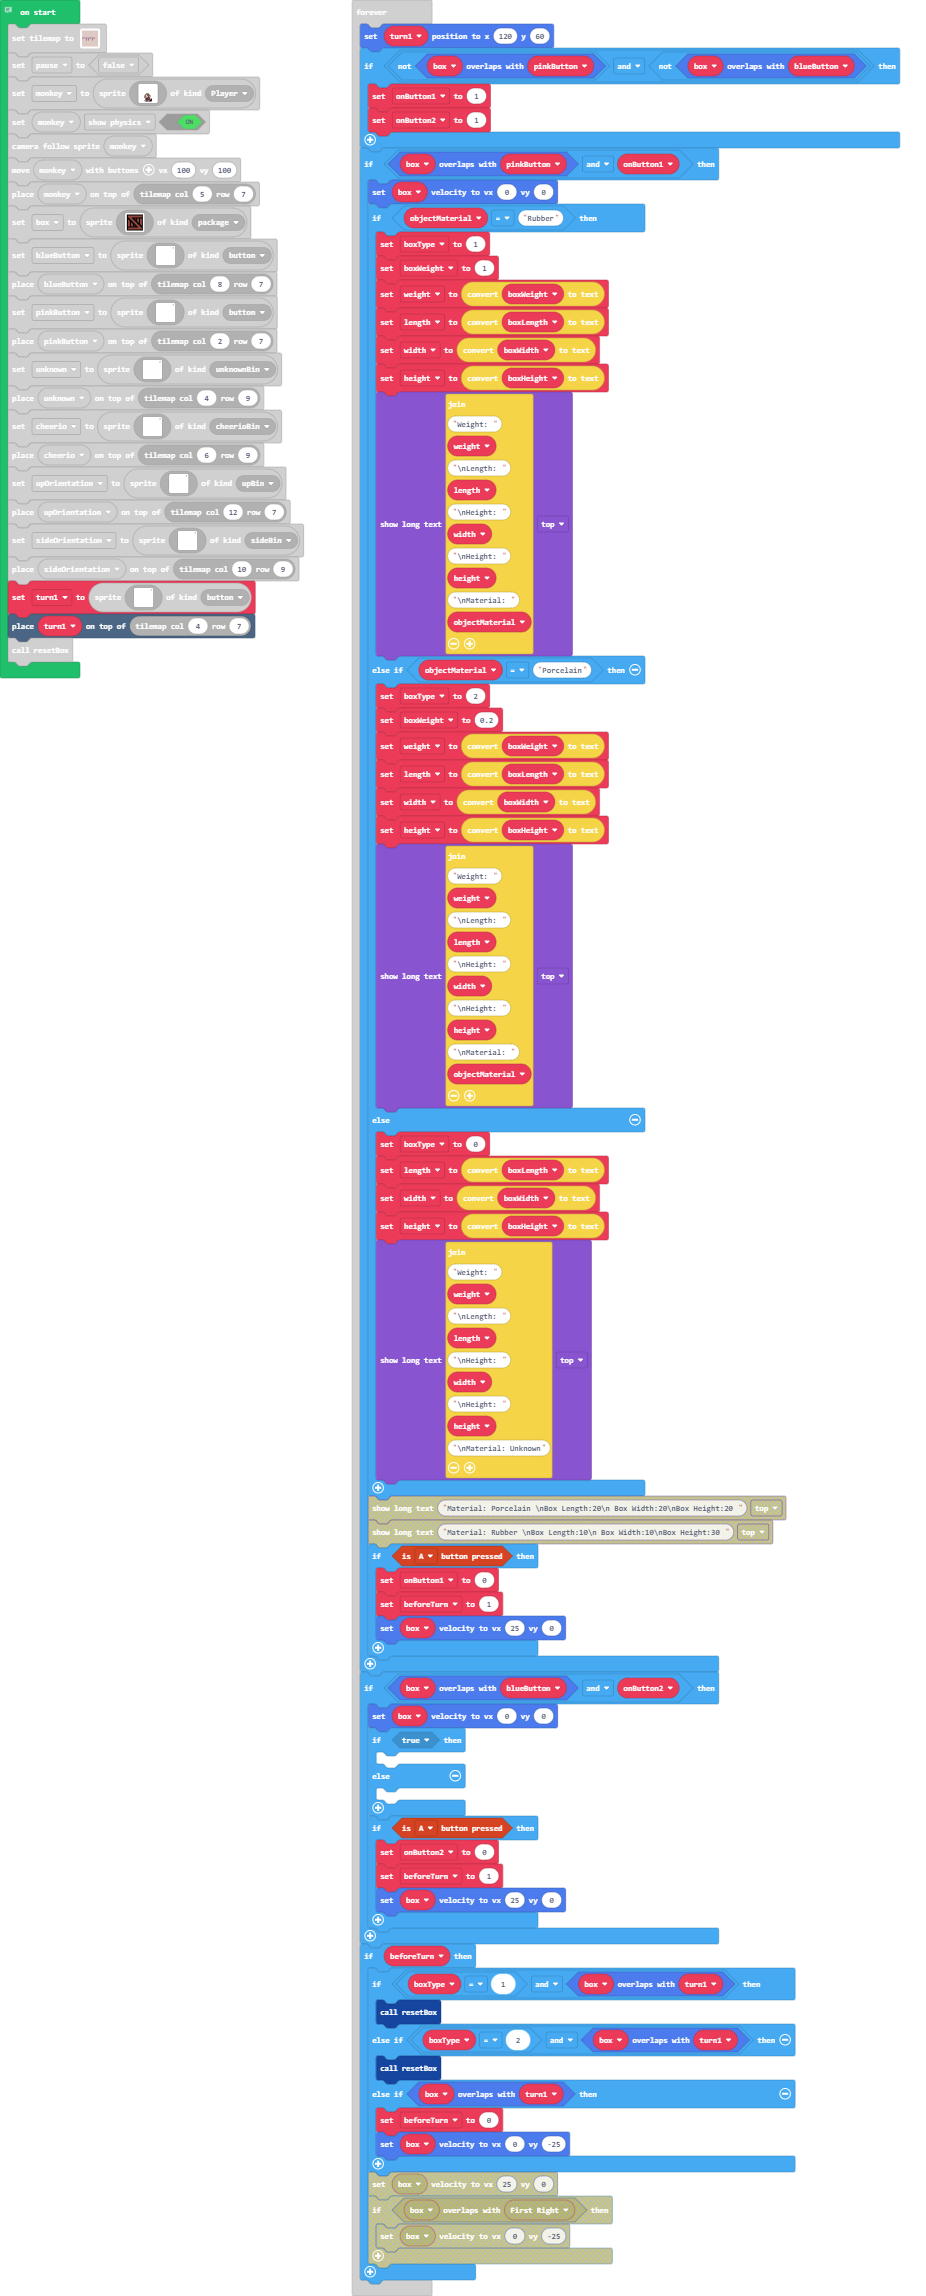 on start
set tilemap to
set pause to false
set monkey to sprite of kind Player
set monkey show physics ON
camera follow sprite monkey
move monkey with buttons vx 100 vy 100
place monkey on top of tilemap col 5 row 7
set box to sprite of kind package
set blueButton to sprite of kind button
place blueButton on top of tilemap col 8 row 7
set pinkButton to sprite of kind button
place pinkButton on top of tilemap col 2 row 7
set unknown to sprite of kind unknownBin
place unknown on top of tilemap col 4 row 9
set cheerio to sprite of kind cheerioBin
place cheerio on top of tilemap col 6 row 9
set upOrientation to sprite of kind upBin
place upOrientation on top of tilemap col 12 row 7
set sideOrientation to sprite of kind sideBin
place sideOrientation on top of tilemap col 10 row 9
set turn1 to sprite of kind button
place turn1 on top of tilemap col 4 row 7
call resetBox
forever
set turn1 position to x 120 y 60
if not box overlaps with pinkButton and not box overlaps with blueButton then
set onButton1 to 1
set onButton2 to 1
if box overlaps with pinkButton and onButton1 then
set box velocity to vx 0 vy 0
if objectMaterial = "Rubber" then
set boxType to 1
set boxWeight to 1
set weight to convert boxWeight to text
set length to convert boxLength to text
set width to convert boxWidth to text
set height to convert boxHeight to text
join
"Weight: "
weight
"\nLength: "
length
"\nHeight: "
show long text width top
"\nHeight: "
height
"\nMaterial: "
objectMaterial
else if objectMaterial = "Porcelain" then
set boxType to 2
set boxWeight to 0.2
set weight to convert boxWeight to text
set length to convert boxLength to text
set width to convert boxWidth to text
set height to convert boxHeight to text
join
"Weight: "
weight
"\nLength: "
length
"\nHeight: "
show long text width top
"\nHeight: "
height
"\nMaterial: "
objectMaterial
else
set boxType to 0
set length to convert boxLength to text
set width to convert boxWidth to text
set height to convert boxHeight to text
join
"Weight: "
weight
"\nLength: "
length
show long text "\nHeight: " top
width
"\nHeight: "
height
"\nMaterial: Unknown"
show long text "Material: Porcelain \nBox Length:20\n Box Width:20\nBox Height:20 " top
show long text "Material: Rubber \nBox Length:10\n Box Width:10\nBox Height:30 " top
if is A button pressed then
set onButton1 to 0
set beforeTurn to 1
set box velocity to vx 25 vy 0
if box overlaps with blueButton and onButton2 then
set box velocity to vx 0 vy 0
if true then
else
if is A button pressed then
set onButton2 to 0
set beforeTurn to 1
set box velocity to vx 25 vy 0
if beforeTurn then
if boxType = 1 and box overlaps with turn1 then
call resetBox
else if boxType = 2 and box overlaps with turn1 then
call resetBox
else if box overlaps with turn1 then
set beforeTurn to 0
set box velocity to vx 0 vy -25
set box velocity to vx 25 vy 0
if box overlaps with First Right then
set box velocity to vx 0 vy -25